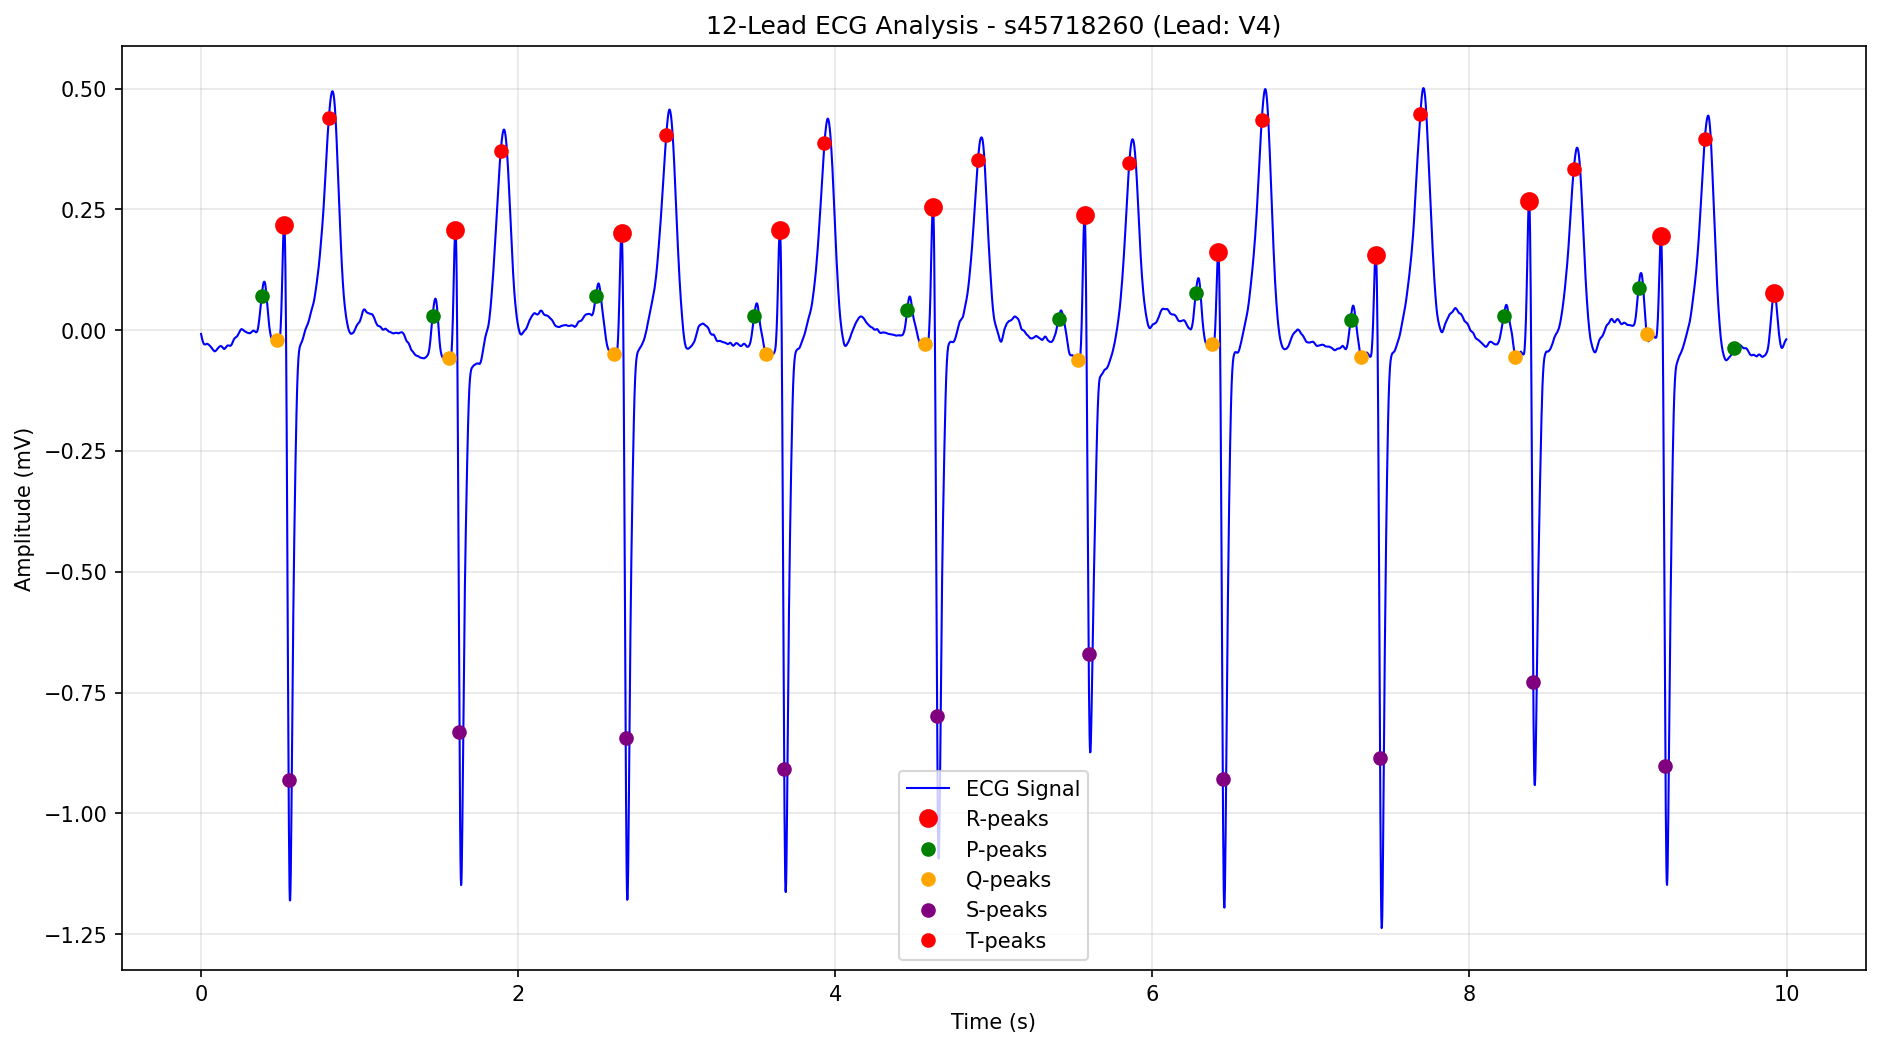 12-Lead ECG Analysis - s45718260 (Lead: V4)
Amplitude (mV)
0.50
0.25
0.00
−0.25
−0.50
−0.75
−1.00
−1.25
ECG Signal
R-peaks
P-peaks
Q-peaks
S-peaks
T-peaks
0 2 4 6 8 10
Time (s)